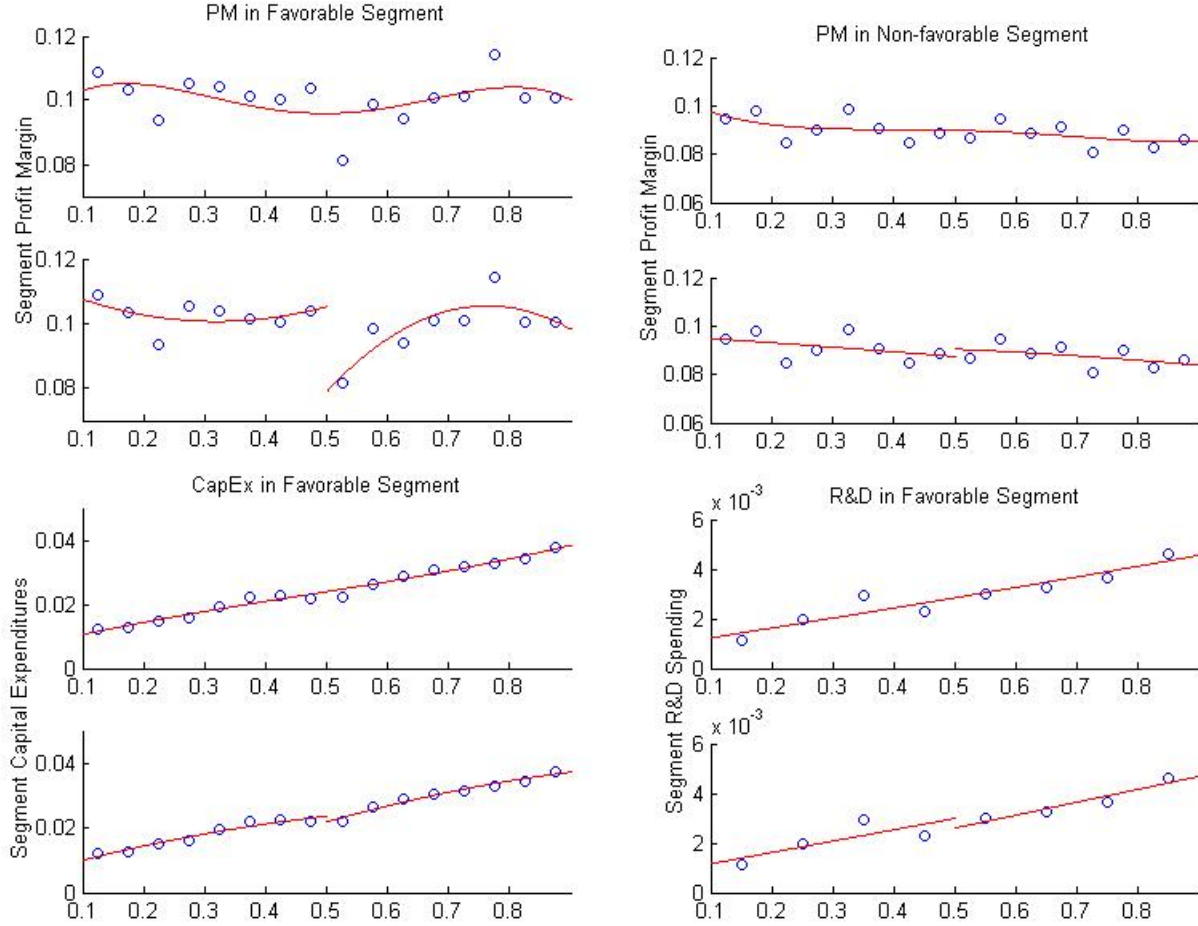 PM in Favorable Segment
0.12
0.1
0.08
0.1 0.2 0.3 0.4 0.5 0.6 0.7 0.8
0.12
0.1
0.08
0.1 0.2 0.3 0.4 0.5 0.6 0.7 0.8
Segment Profit Margin
PM in Non-favorable Segment
0.12
0.1
0.08
0.06
0.1 0.2 0.3 0.4 0.5 0.6 0.7 0.8
0.12
0.1
0.08
0.06
0.1 0.2 0.3 0.4 0.5 0.6 0.7 0.8
Segment Profit Margin
CapEx in Favorable Segment
0.04
0.02
0
0.1 0.2 0.3 0.4 0.5 0.6 0.7 0.8
0.04
0.02
0
0.1 0.2 0.3 0.4 0.5 0.6 0.7 0.8
Segment Capital Expenditures
R&D in Favorable Segment
x 10⁻³
6
4
2
0
0.1 0.2 0.3 0.4 0.5 0.6 0.7 0.8
x 10⁻³
6
4
2
0
0.1 0.2 0.3 0.4 0.5 0.6 0.7 0.8
Segment R&D Spending